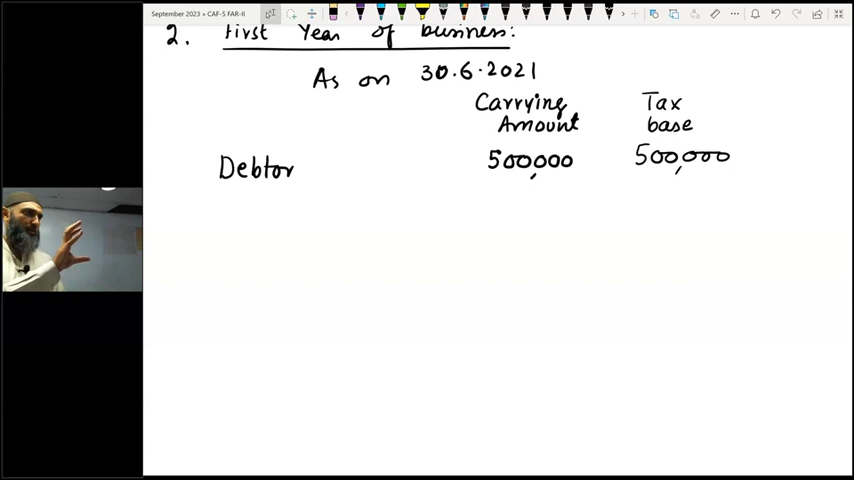 September 2023 » CAF-5 FAR-II
2. First Year of business:
As on 30.6.2021
Carrying Amount
Tax base
Debtor 500,000 500,000